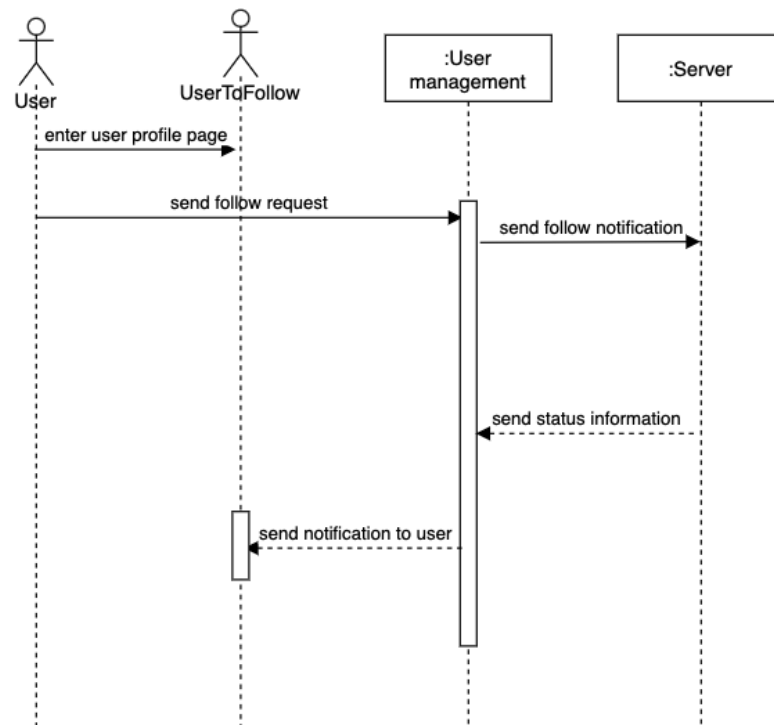 User
UserToFollow
:User
management
:Server
enter user profile page
send follow request
send follow notification
send status information
send notification to user